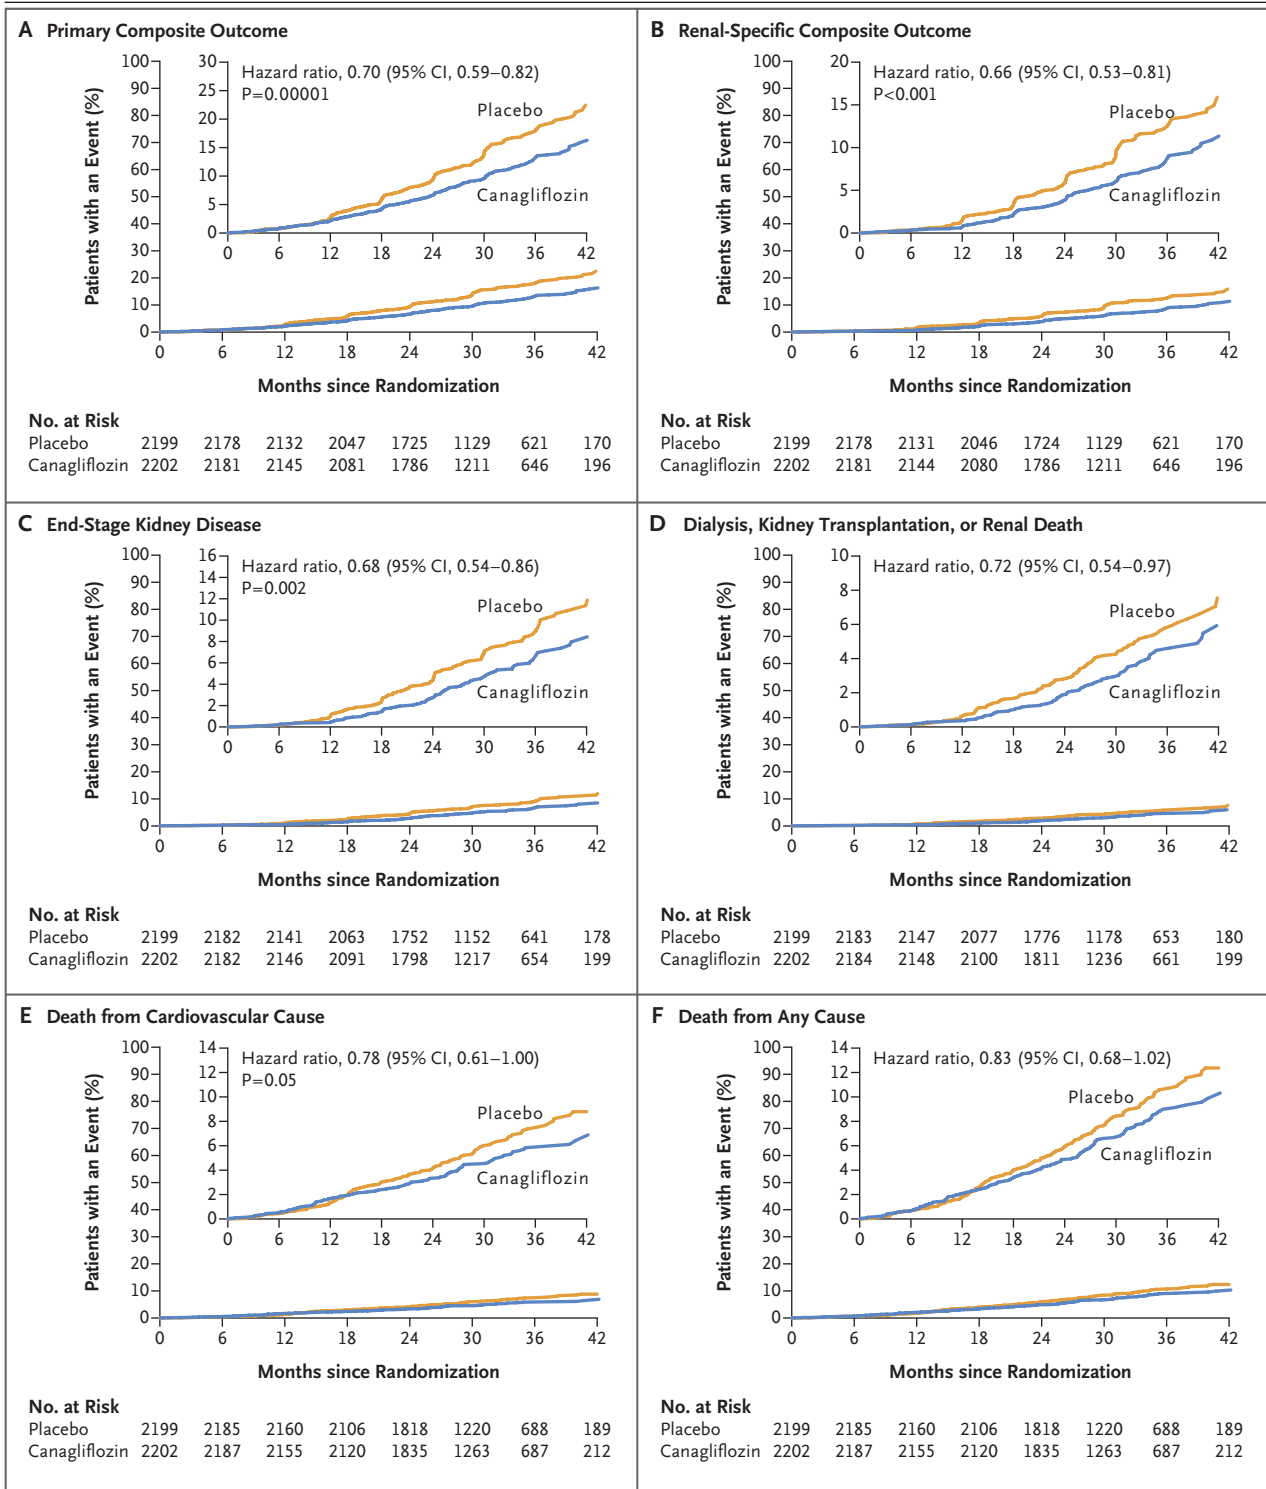 A Primary Composite Outcome
Patients with an Event (%)
100
90
80
70
60
50
40
30
20
10
0
30
25
20
15
10
5
0
Hazard ratio, 0.70 (95% CI, 0.59–0.82)
P=0.00001
Placebo
Canagliflozin
0 6 12 18 24 30 36 42
0 6 12 18 24 30 36 42
Months since Randomization
No. at Risk
Placebo 2199 2178 2132 2047 1725 1129 621 170
Canagliflozin 2202 2181 2145 2081 1786 1211 646 196
B Renal-Specific Composite Outcome
Patients with an Event (%)
100
90
80
70
60
50
40
30
20
10
0
20
15
10
5
0
Hazard ratio, 0.66 (95% CI, 0.53–0.81)
P<0.001
Placebo
Canagliflozin
0 6 12 18 24 30 36 42
0 6 12 18 24 30 36 42
Months since Randomization
No. at Risk
Placebo 2199 2178 2131 2046 1724 1129 621 170
Canagliflozin 2202 2181 2144 2080 1786 1211 646 196
C End-Stage Kidney Disease
Patients with an Event (%)
100
90
80
70
60
50
40
30
20
10
0
16
14
12
10
8
6
4
2
0
Hazard ratio, 0.68 (95% CI, 0.54–0.86)
P=0.002
Placebo
Canagliflozin
0 6 12 18 24 30 36 42
0 6 12 18 24 30 36 42
Months since Randomization
No. at Risk
Placebo 2199 2182 2141 2063 1752 1152 641 178
Canagliflozin 2202 2182 2146 2091 1798 1217 654 199
D Dialysis, Kidney Transplantation, or Renal Death
Patients with an Event (%)
100
90
80
70
60
50
40
30
20
10
0
10
8
6
4
2
0
Hazard ratio, 0.72 (95% CI, 0.54–0.97)
Placebo
Canagliflozin
0 6 12 18 24 30 36 42
0 6 12 18 24 30 36 42
Months since Randomization
No. at Risk
Placebo 2199 2183 2147 2077 1776 1178 653 180
Canagliflozin 2202 2184 2148 2100 1811 1236 661 199
E Death from Cardiovascular Cause
Patients with an Event (%)
100
90
80
70
60
50
40
30
20
10
0
14
12
10
8
6
4
2
0
Hazard ratio, 0.78 (95% CI, 0.61–1.00)
P=0.05
Placebo
Canagliflozin
0 6 12 18 24 30 36 42
0 6 12 18 24 30 36 42
Months since Randomization
No. at Risk
Placebo 2199 2185 2160 2106 1818 1220 688 189
Canagliflozin 2202 2187 2155 2120 1835 1263 687 212
F Death from Any Cause
Patients with an Event (%)
100
90
80
70
60
50
40
30
20
10
0
14
12
10
8
6
4
2
0
Hazard ratio, 0.83 (95% CI, 0.68–1.02)
Placebo
Canagliflozin
0 6 12 18 24 30 36 42
0 6 12 18 24 30 36 42
Months since Randomization
No. at Risk
Placebo 2199 2185 2160 2106 1818 1220 688 189
Canagliflozin 2202 2187 2155 2120 1835 1263 687 212